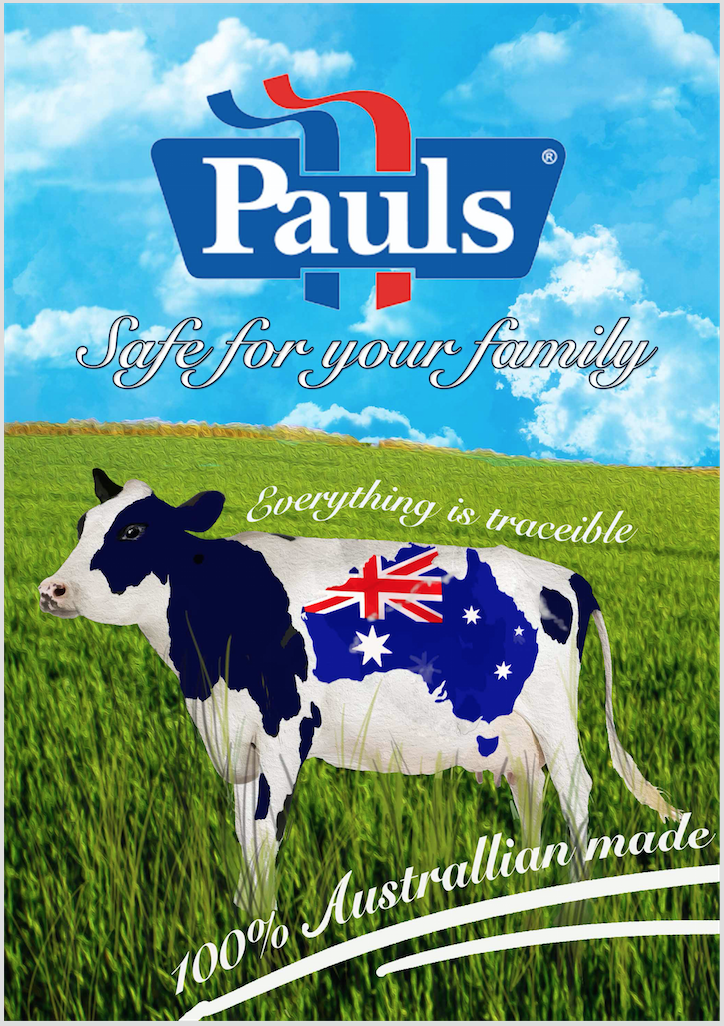 Pauls®
Safe for your family
Everything is traceible
100% Australlian made